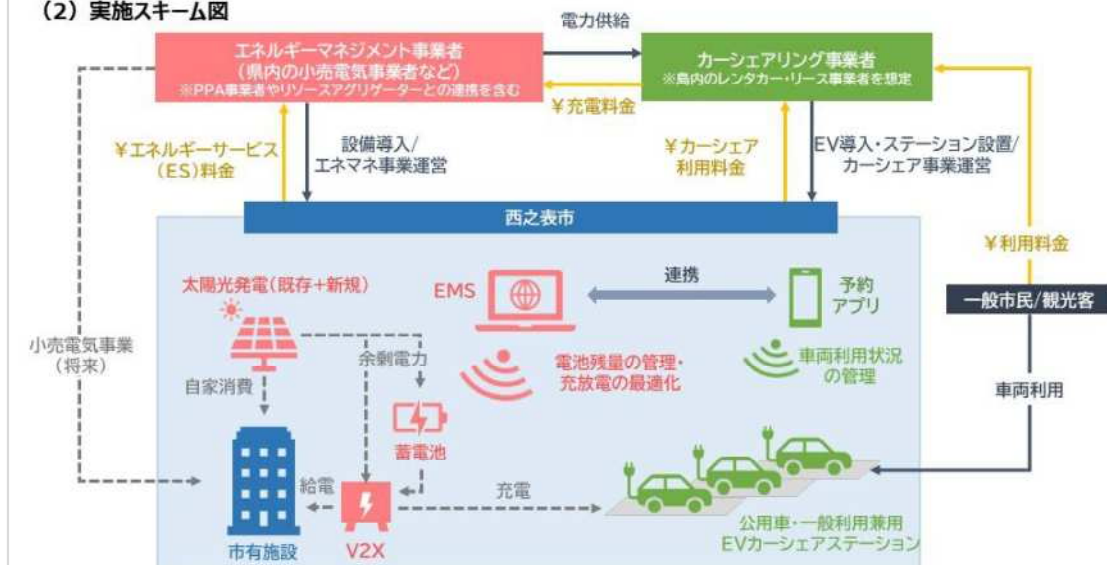 （2）実施スキーム図
電力供給
エネルギーマネジメント事業者
（県内の小売電気事業者など）
※PPA事業者やリソースアグリゲーターとの連携を含む
カーシェアリング事業者
※島内のレンタカー・リース事業者を想定
￥充電料金
￥エネルギーサービス
（ES）料金
設備導入/
エネマネ事業運営
￥カーシェア
利用料金
EV導入・ステーション設置/
カーシェア事業運営
西之表市
￥利用料金
太陽光発電（既存＋新規）
EMS
連携
予約
アプリ
一般市民/観光客
小売電気事業
（将来）
余剰電力
自家消費
電池残量の管理・
充放電の最適化
車両利用状況
の管理
車両利用
蓄電池
給電
充電
市有施設
V2X
公用車・一般利用兼用
EVカーシェアステーション